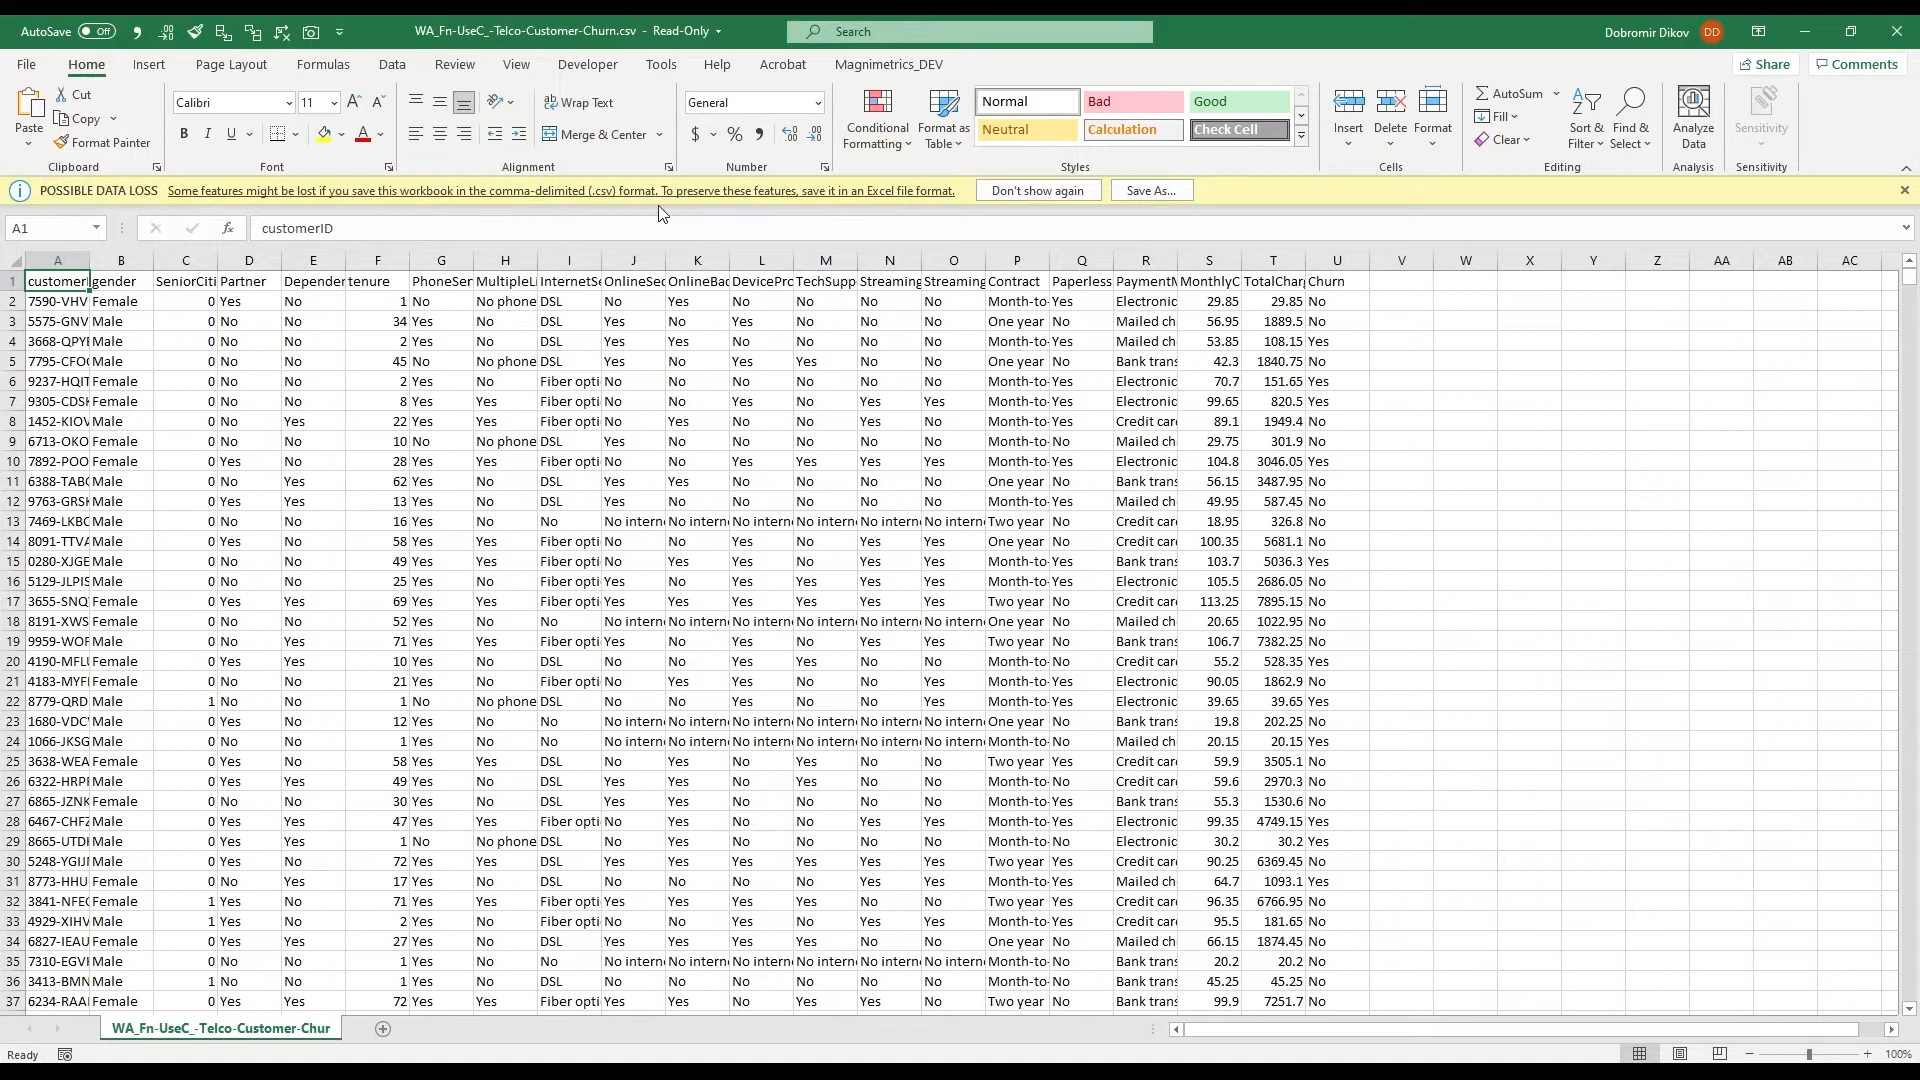 AutoSave Off WA_Fn-UseC_-Telco-Customer-Churn.csv - Read-Only Search Dobromir Dikov DD
File Home Insert Page Layout Formulas Data Review View Developer Tools Help Acrobat Magnimetrics_DEV Share Comments
Paste Cut Copy Format Painter Clipboard
Calibri 11 B I U Font
Wrap Text Merge & Center Alignment
General $ % Number
Conditional Formatting Format as Table Normal Bad Good Neutral Calculation Check Cell Styles
Insert Delete Format Cells
AutoSum Fill Clear Sort & Filter Find & Select Editing
Analyze Data Analysis Sensitivity Sensitivity
POSSIBLE DATA LOSS Some features might be lost if you save this workbook in the comma-delimited (.csv) format. To preserve these features, save it in an Excel file format. Don't show again Save As...
A1 fx customerID
A B C D E F G H I J K L M N O P Q R S T U V W X Y Z AA AB AC
1 customerI gender SeniorCiti Partner Dependen tenure PhoneSer MultipleLi InternetSe OnlineSec OnlineBac DevicePro TechSupp Streaming Streaming Contract Paperless PaymentM MonthlyC TotalChar Churn
2 7590-VHV Female 0 Yes No 1 No No phone DSL No Yes No No No No Month-to- Yes Electronic 29.85 29.85 No
3 5575-GNV Male 0 No No 34 Yes No DSL Yes No Yes No No No One year No Mailed ch 56.95 1889.5 No
4 3668-QPY Male 0 No No 2 Yes No DSL Yes Yes No No No No Month-to- Yes Mailed ch 53.85 108.15 Yes
5 7795-CFO Male 0 No No 45 No No phone DSL Yes No Yes Yes No No One year No Bank trans 42.3 1840.75 No
6 9237-HQI Female 0 No No 2 Yes No Fiber opti No No No No No No Month-to- Yes Electronic 70.7 151.65 Yes
7 9305-CDS Female 0 No No 8 Yes Yes Fiber opti No No Yes No Yes Yes Month-to- Yes Electronic 99.65 820.5 Yes
8 1452-KIO Male 0 No Yes 22 Yes Yes Fiber opti No Yes No No Yes No Month-to- Yes Credit car 89.1 1949.4 No
9 6713-OKO Female 0 No No 10 No No phone DSL Yes No No No No No Month-to- No Mailed ch 29.75 301.9 No
10 7892-POO Female 0 Yes No 28 Yes Yes Fiber opti No No Yes Yes Yes Yes Month-to- Yes Electronic 104.8 3046.05 Yes
11 6388-TAB Male 0 No Yes 62 Yes No DSL Yes Yes No No No No One year No Bank trans 56.15 3487.95 No
12 9763-GRS Male 0 Yes Yes 13 Yes No DSL Yes No No No No No Month-to- Yes Mailed ch 49.95 587.45 No
13 7469-LKB Male 0 No No 16 Yes No No No intern No intern No intern No intern No intern No intern Two year No Credit car 18.95 326.8 No
14 8091-TTV Male 0 Yes No 58 Yes Yes Fiber opti No No Yes No Yes Yes One year No Credit car 100.35 5681.1 No
15 0280-XJG Male 0 No No 49 Yes Yes Fiber opti No Yes Yes No Yes Yes Month-to- Yes Bank trans 103.7 5036.3 Yes
16 5129-JLPI Male 0 No No 25 Yes No Fiber opti Yes No Yes Yes Yes Yes Month-to- Yes Electronic 105.5 2686.05 No
17 3655-SNQ Female 0 Yes Yes 69 Yes Yes Fiber opti Yes Yes Yes Yes Yes Yes Two year No Credit car 113.25 7895.15 No
18 8191-XWS Female 0 No No 52 Yes No No No intern No intern No intern No intern No intern No intern One year No Mailed ch 20.65 1022.95 No
19 9959-WOF Male 0 No Yes 71 Yes Yes Fiber opti Yes No Yes No Yes Yes Two year No Bank trans 106.7 7382.25 No
20 4190-MFL Female 0 Yes Yes 10 Yes No DSL No No Yes Yes No No Month-to- No Credit car 55.2 528.35 Yes
21 4183-MYF Female 0 No No 21 Yes No Fiber opti No Yes Yes No No Yes Month-to- Yes Electronic 90.05 1862.9 No
22 8779-QRD Male 1 No No 1 No No phone DSL No No Yes No No Yes Month-to- Yes Electronic 39.65 39.65 Yes
23 1680-VDC Male 0 Yes No 12 Yes No No No intern No intern No intern No intern No intern No intern One year No Bank trans 19.8 202.25 No
24 1066-JKSG Male 0 No No 1 Yes No No No intern No intern No intern No intern No intern No intern Month-to- No Mailed ch 20.15 20.15 Yes
25 3638-WEA Female 0 Yes No 58 Yes Yes DSL No Yes No Yes No No Two year Yes Credit car 59.9 3505.1 No
26 6322-HRP Male 0 Yes Yes 49 Yes No DSL Yes Yes No Yes No No Month-to- No Credit car 59.6 2970.3 No
27 6865-JZN Female 0 No No 30 Yes No DSL Yes Yes No No No No Month-to- Yes Bank trans 55.3 1530.6 No
28 6467-CHF Male 0 Yes Yes 47 Yes Yes Fiber opti No Yes No No Yes Yes Month-to- Yes Electronic 99.35 4749.15 Yes
29 8665-UTD Male 0 Yes Yes 1 No No phone DSL No Yes No No No No Month-to- No Electronic 30.2 30.2 Yes
30 5248-YGIJ Male 0 Yes No 72 Yes Yes DSL Yes Yes Yes Yes Yes Yes Two year Yes Credit car 90.25 6369.45 No
31 8773-HHU Female 0 No Yes 17 Yes No DSL No No No No Yes Yes Month-to- Yes Mailed ch 64.7 1093.1 Yes
32 3841-NFE Female 1 Yes No 71 Yes Yes Fiber opti Yes Yes Yes Yes No No Two year Yes Credit car 96.35 6766.95 No
33 4929-XIHV Male 1 Yes No 2 Yes No Fiber opti No No Yes No Yes Yes Month-to- Yes Credit car 95.5 181.65 No
34 6827-IEAU Female 0 Yes Yes 27 Yes No DSL Yes Yes Yes Yes No No One year No Mailed ch 66.15 1874.45 No
35 7310-EGV Male 0 No No 1 Yes No No No intern No intern No intern No intern No intern No intern Month-to- No Bank trans 20.2 20.2 No
36 3413-BMN Male 1 No No 1 Yes No DSL No No No No No No Month-to- No Bank trans 45.25 45.25 No
37 6234-RAA Female 0 Yes Yes 72 Yes Yes Fiber opti Yes Yes No Yes Yes No Two year No Bank trans 99.9 7251.7 No
WA_Fn-UseC_-Telco-Customer-Chur
Ready 100%